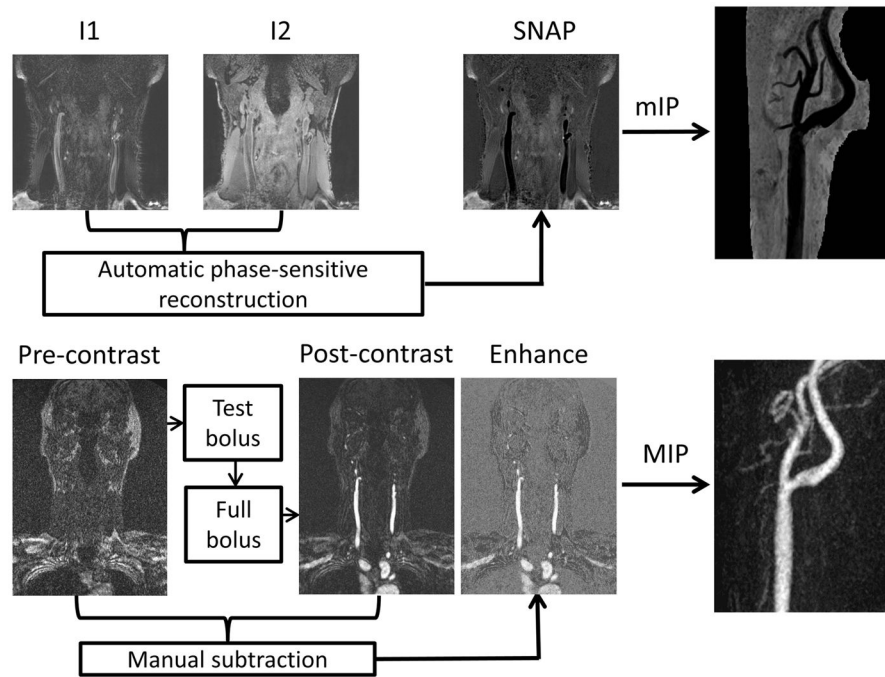 I1
I2
SNAP
mIP
Automatic phase-sensitive
reconstruction
Pre-contrast
Post-contrast
Enhance
Test
bolus
Full
bolus
MIP
Manual subtraction